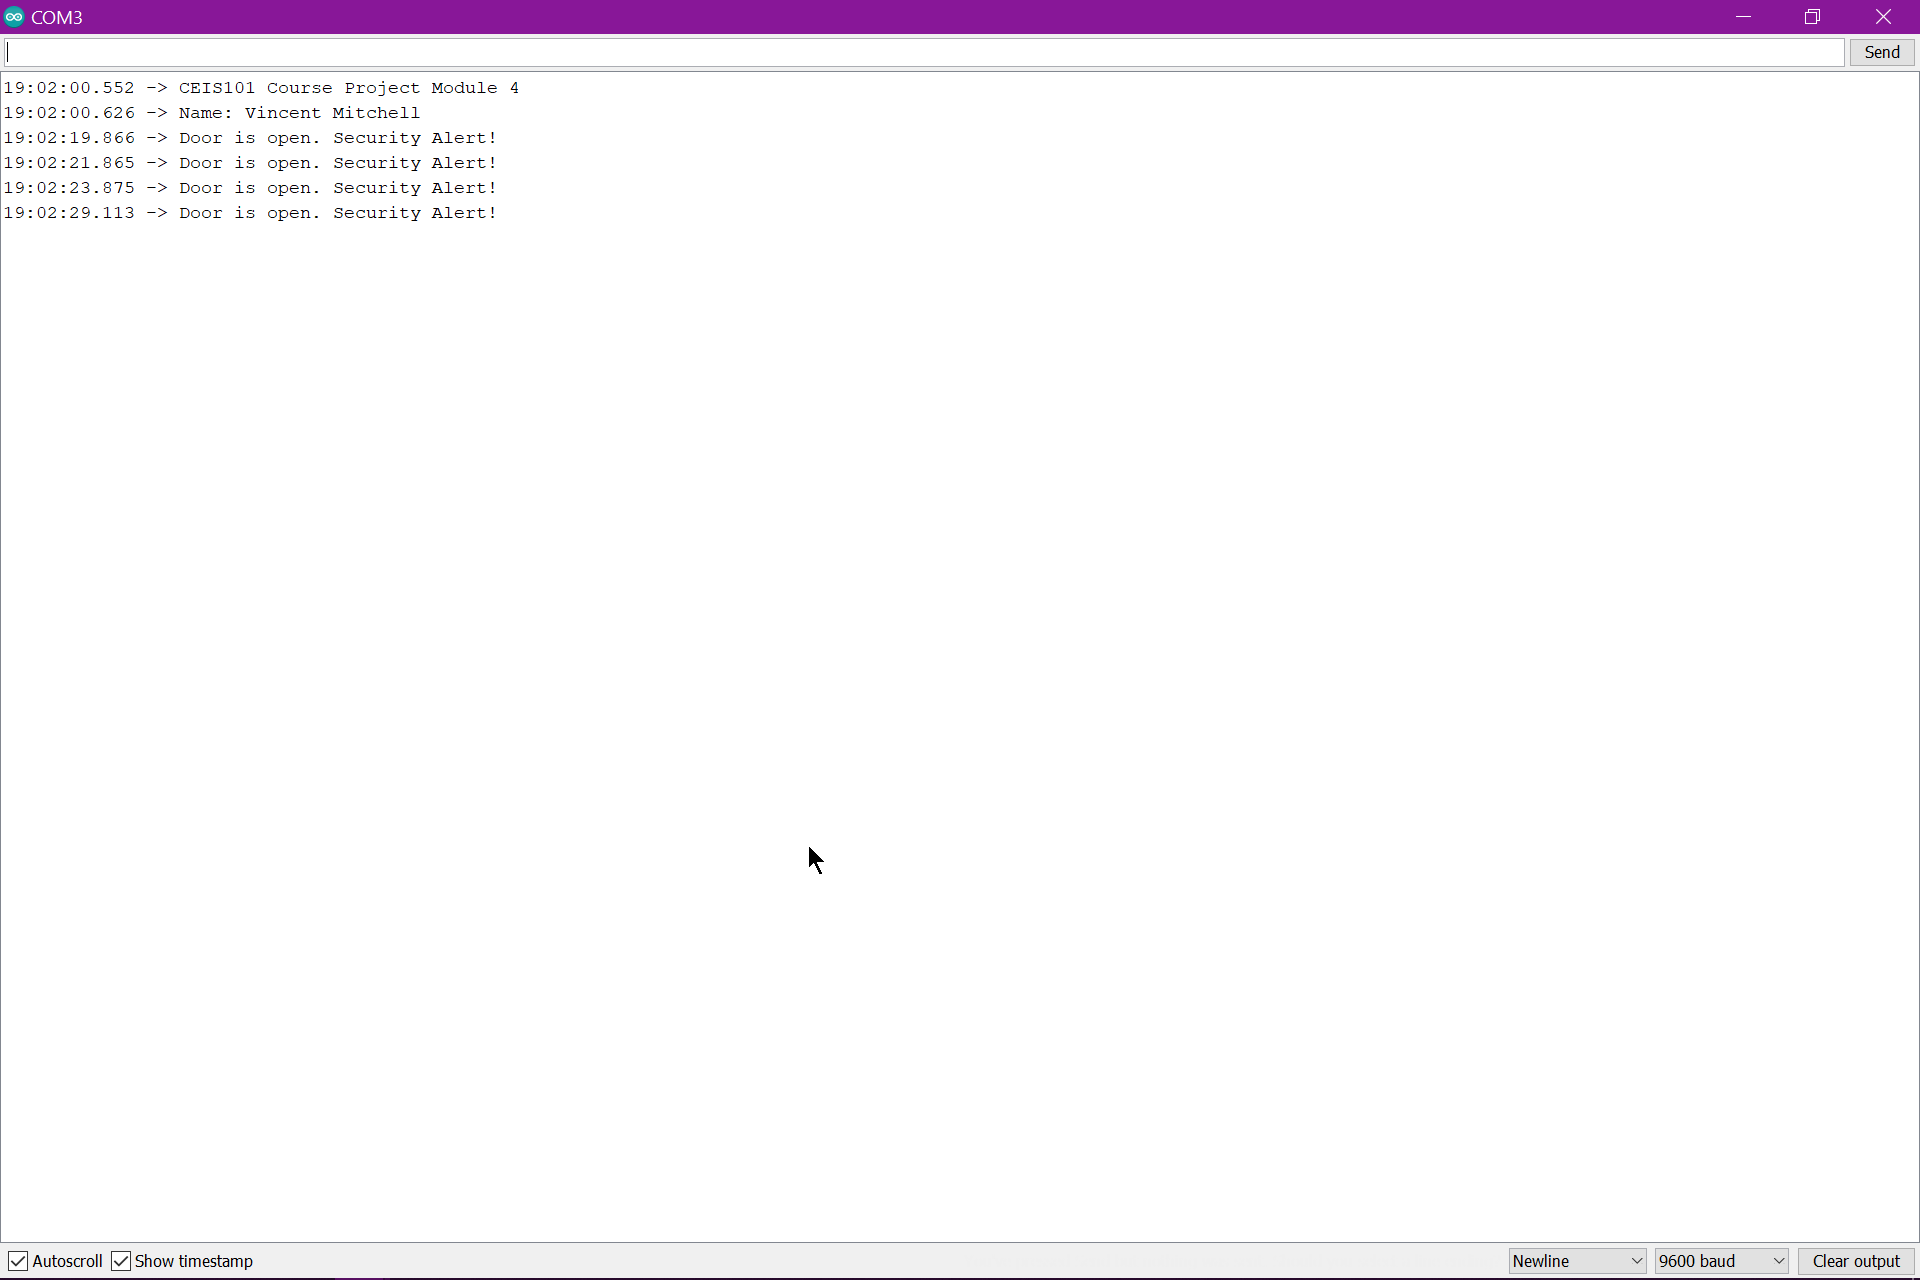 COM3
Send
19:02:00.552 -> CEIS101 Course Project Module 4
19:02:00.626 -> Name: Vincent Mitchell
19:02:19.866 -> Door is open. Security Alert!
19:02:21.865 -> Door is open. Security Alert!
19:02:23.875 -> Door is open. Security Alert!
19:02:29.113 -> Door is open. Security Alert!
Autoscroll Show timestamp Newline 9600 baud Clear output